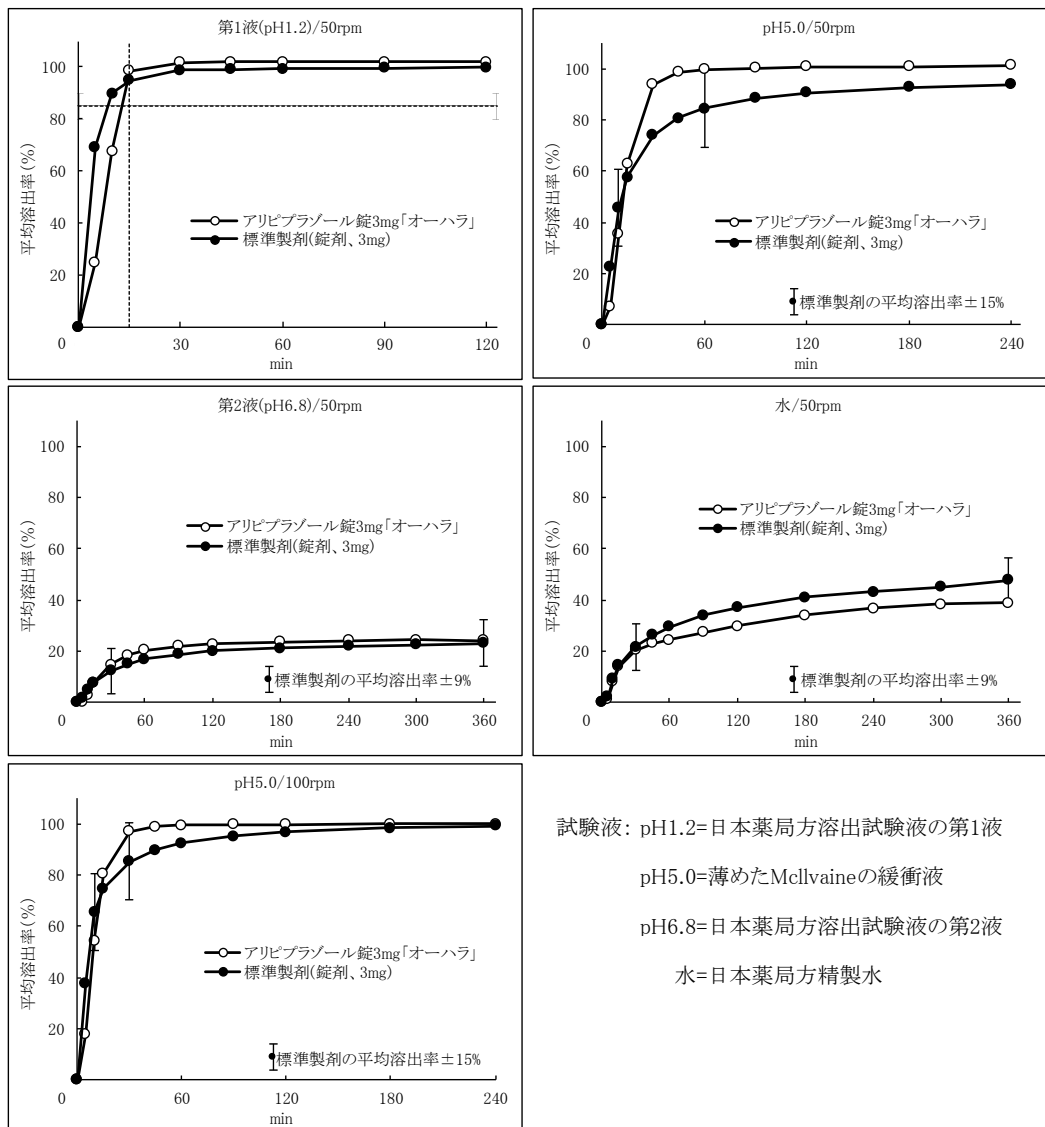 第1液(pH1.2)/50rpm
平均溶出率(%)
100
80
60
40
20
0
30
60
90
120
min
アリピプラゾール錠3mg「オーハラ」
標準製剤(錠剤、3mg)
pH5.0/50rpm
平均溶出率(%)
100
80
60
40
20
0
60
120
180
240
min
アリピプラゾール錠3mg「オーハラ」
標準製剤(錠剤、3mg)
標準製剤の平均溶出率±15%
第2液(pH6.8)/50rpm
平均溶出率(%)
100
80
60
40
20
0
60
120
180
240
300
360
min
アリピプラゾール錠3mg「オーハラ」
標準製剤(錠剤、3mg)
標準製剤の平均溶出率±9%
水/50rpm
平均溶出率(%)
100
80
60
40
20
0
60
120
180
240
300
360
min
アリピプラゾール錠3mg「オーハラ」
標準製剤(錠剤、3mg)
標準製剤の平均溶出率±9%
pH5.0/100rpm
平均溶出率(%)
100
80
60
40
20
0
60
120
180
240
min
アリピプラゾール錠3mg「オーハラ」
標準製剤(錠剤、3mg)
標準製剤の平均溶出率±15%
試験液: pH1.2=日本薬局方溶出試験液の第1液
pH5.0=薄めたMcllvaineの緩衝液
pH6.8=日本薬局方溶出試験液の第2液
水=日本薬局方精製水